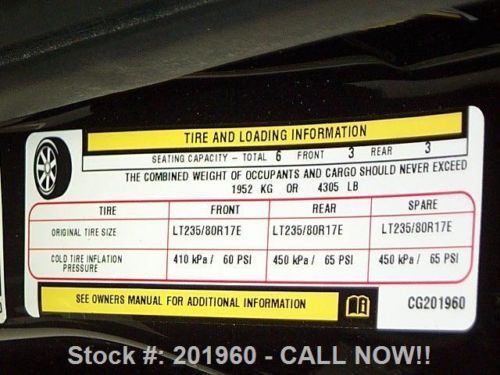 TIRE AND LOADING INFORMATION
SEATING CAPACITY - TOTAL 6 FRONT 3 REAR 3
THE COMBINED WEIGHT OF OCCUPANTS AND CARGO SHOULD NEVER EXCEED
1952 KG OR 4305 LB
TIRE FRONT REAR SPARE
ORIGINAL TIRE SIZE LT235/80R17E LT235/80R17E LT235/80R17E
COLD TIRE INFLATION PRESSURE 410 kPa / 60 PSI 450 kPa / 65 PSI 450 kPa / 65 PSI
SEE OWNERS MANUAL FOR ADDITIONAL INFORMATION CG201960
Stock #: 201960 - CALL NOW!!